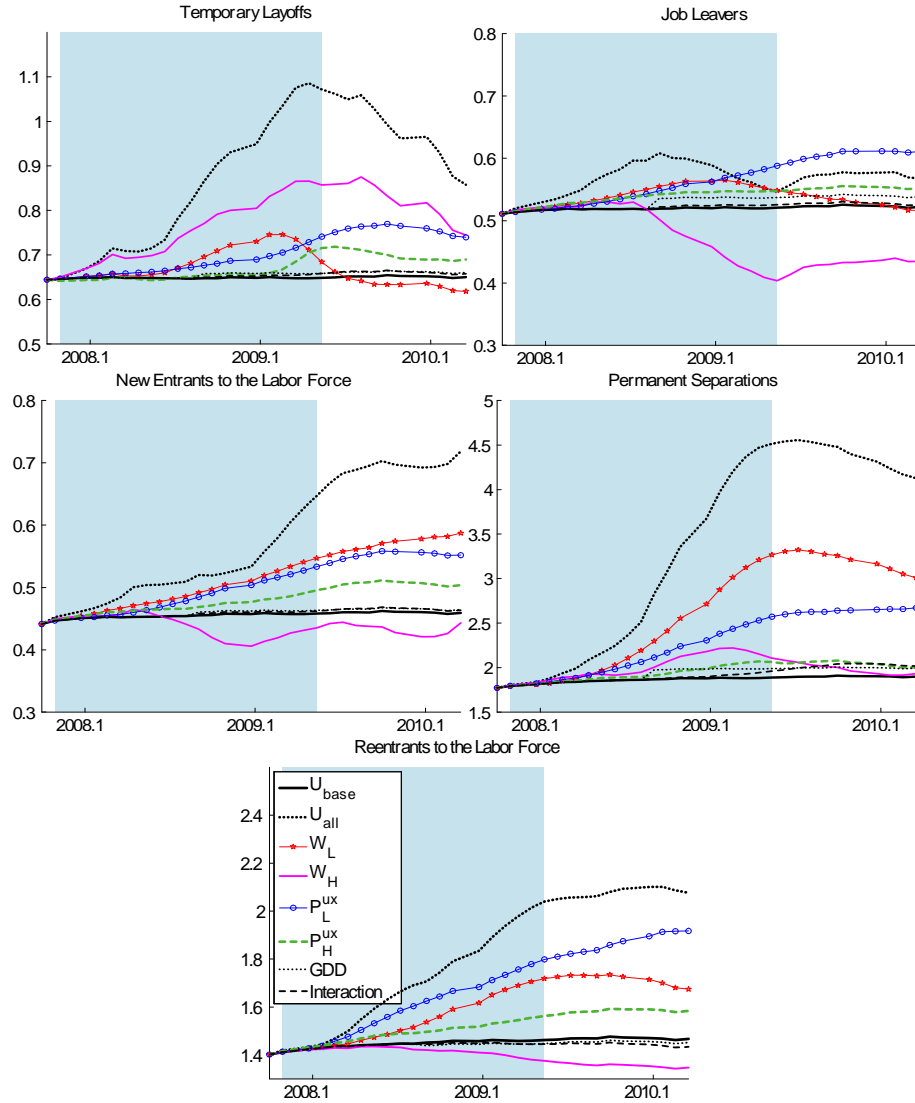 Temporary Layoffs
1.1
1
0.9
0.8
0.7
0.6
0.5
2008.1 2009.1 2010.1
Job Leavers
0.8
0.7
0.6
0.5
0.4
0.3
2008.1 2009.1 2010.1
New Entrants to the Labor Force
0.8
0.7
0.6
0.5
0.4
0.3
2008.1 2009.1 2010.1
Permanent Separations
5
4.5
4
3.5
3
2.5
2
1.5
2008.1 2009.1 2010.1
Reentrants to the Labor Force
2.4
2.2
2
1.8
1.6
1.4
2008.1 2009.1 2010.1
U_base
U_all
W_L
W_H
P_L^ux
P_H^ux
GDD
Interaction